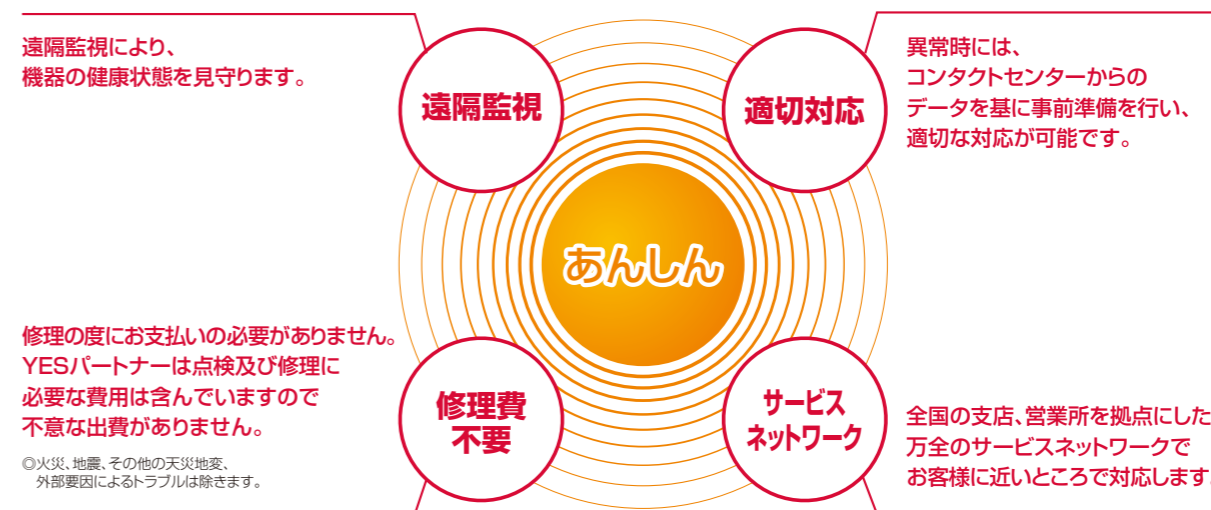 遠隔監視により、
機器の健康状態を見守ります。
遠隔監視
適切対応
異常時には、
コンタクトセンターからの
データを基に事前準備を行い、
適切な対応が可能です。
あんしん
修理の度にお支払いの必要がありません。
YESパートナーは点検及び修理に
必要な費用は含んでいますので
不意な出費がありません。
◎火災、地震、その他の天災地変、
外部要因によるトラブルは除きます。
修理費
不要
サービス
ネットワーク
全国の支店、営業所を拠点にした
万全のサービスネットワークで
お客様に近いところで対応します